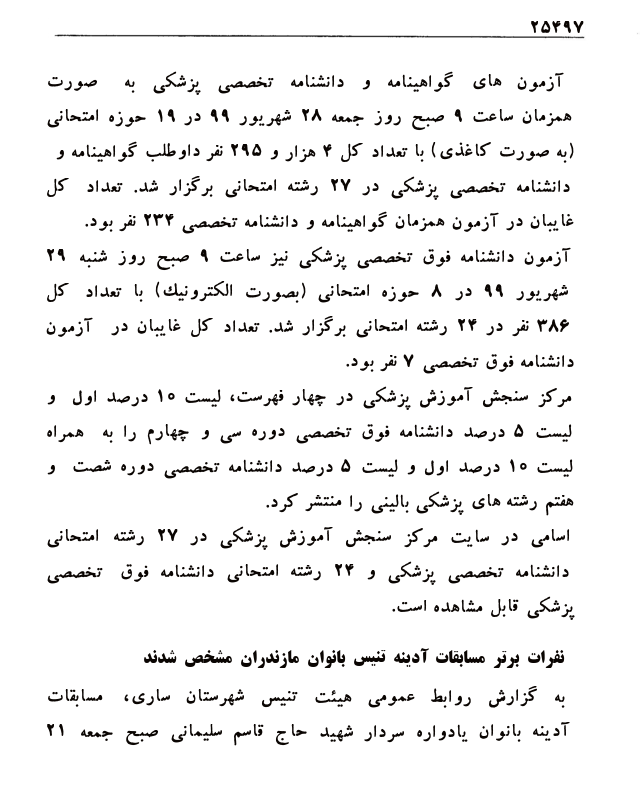 ۲۵۴۹۷
آزمون های گواهینامه و دانشنامه تخصصی پزشکی به صورت
همزمان ساعت ۹ صبح روز جمعه ۲۸ شهریور ۹۹ در ۱۹ حوزه امتحانی
(به صورت کاغذی) با تعداد کل ۴ هزار و ۲۹۵ نفر داوطلب گواهینامه و
دانشنامه تخصصی پزشکی در ۲۷ رشته امتحانی برگزار شد. تعداد کل
غایبان در آزمون همزمان گواهینامه و دانشنامه تخصصی ۲۳۴ نفر بود.
آزمون دانشنامه فوق تخصصی پزشکی نیز ساعت ۹ صبح روز شنبه ۲۹
شهریور ۹۹ در ۸ حوزه امتحانی (بصورت الکترونیک) با تعداد کل
۳۸۶ نفر در ۲۴ رشته امتحانی برگزار شد. تعداد کل غایبان در آزمون
دانشنامه فوق تخصصی ۷ نفر بود.
مرکز سنجش آموزش پزشکی در چهار فهرست، لیست ۱۰ درصد اول و
لیست ۵ درصد دانشنامه فوق تخصصی دوره سی و چهارم را به همراه
لیست ۱۰ درصد اول و لیست ۵ درصد دانشنامه تخصصی دوره شصت و
هفتم رشته های پزشکی بالینی را منتشر کرد.
اسامی در سایت مرکز سنجش آموزش پزشکی در ۲۷ رشته امتحانی
دانشنامه تخصصی پزشکی و ۲۴ رشته امتحانی دانشنامه فوق تخصصی
پزشکی قابل مشاهده است.
نفرات برتر مسابقات آدینه تنیس بانوان مازندران مشخص شدند
به گزارش روابط عمومی هیئت تنیس شهرستان ساری، مسابقات
آدینه بانوان یادواره سردار شهید حاج قاسم سلیمانی صبح جمعه ۲۱